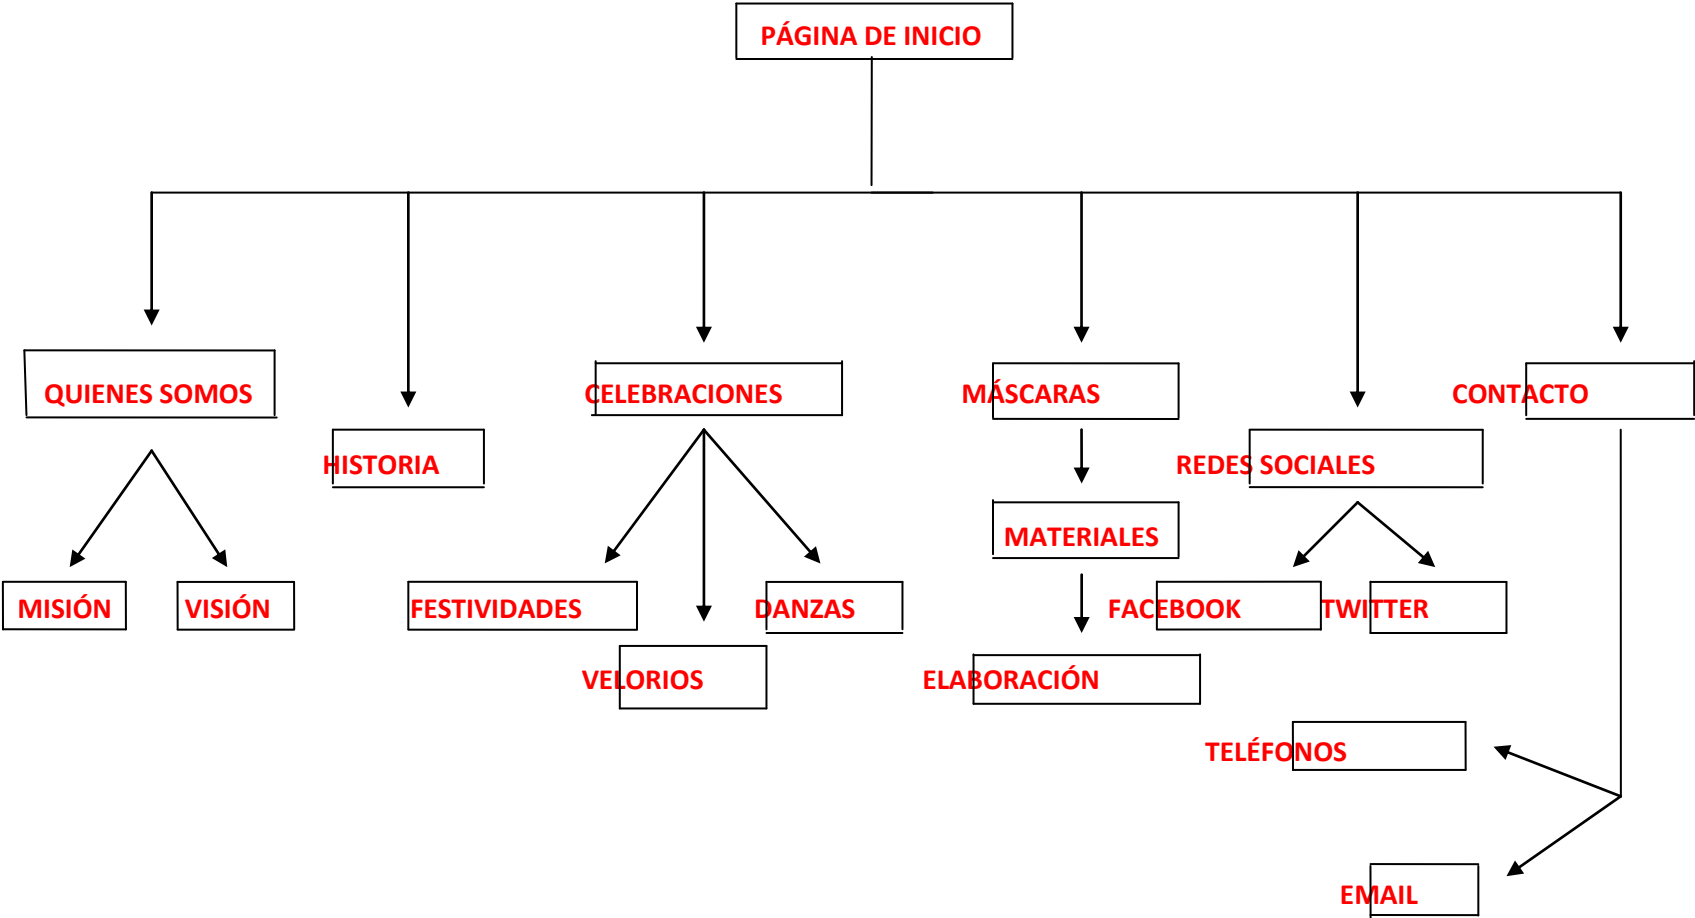 PÁGINA DE INICIO
QUIENES SOMOS
CELEBRACIONES
MÁSCARAS
CONTACTO
HISTORIA
REDES SOCIALES
MATERIALES
MISIÓN
VISIÓN
FESTIVIDADES
DANZAS
FACEBOOK
TWITTER
VELORIOS
ELABORACIÓN
TELÉFONOS
EMAIL